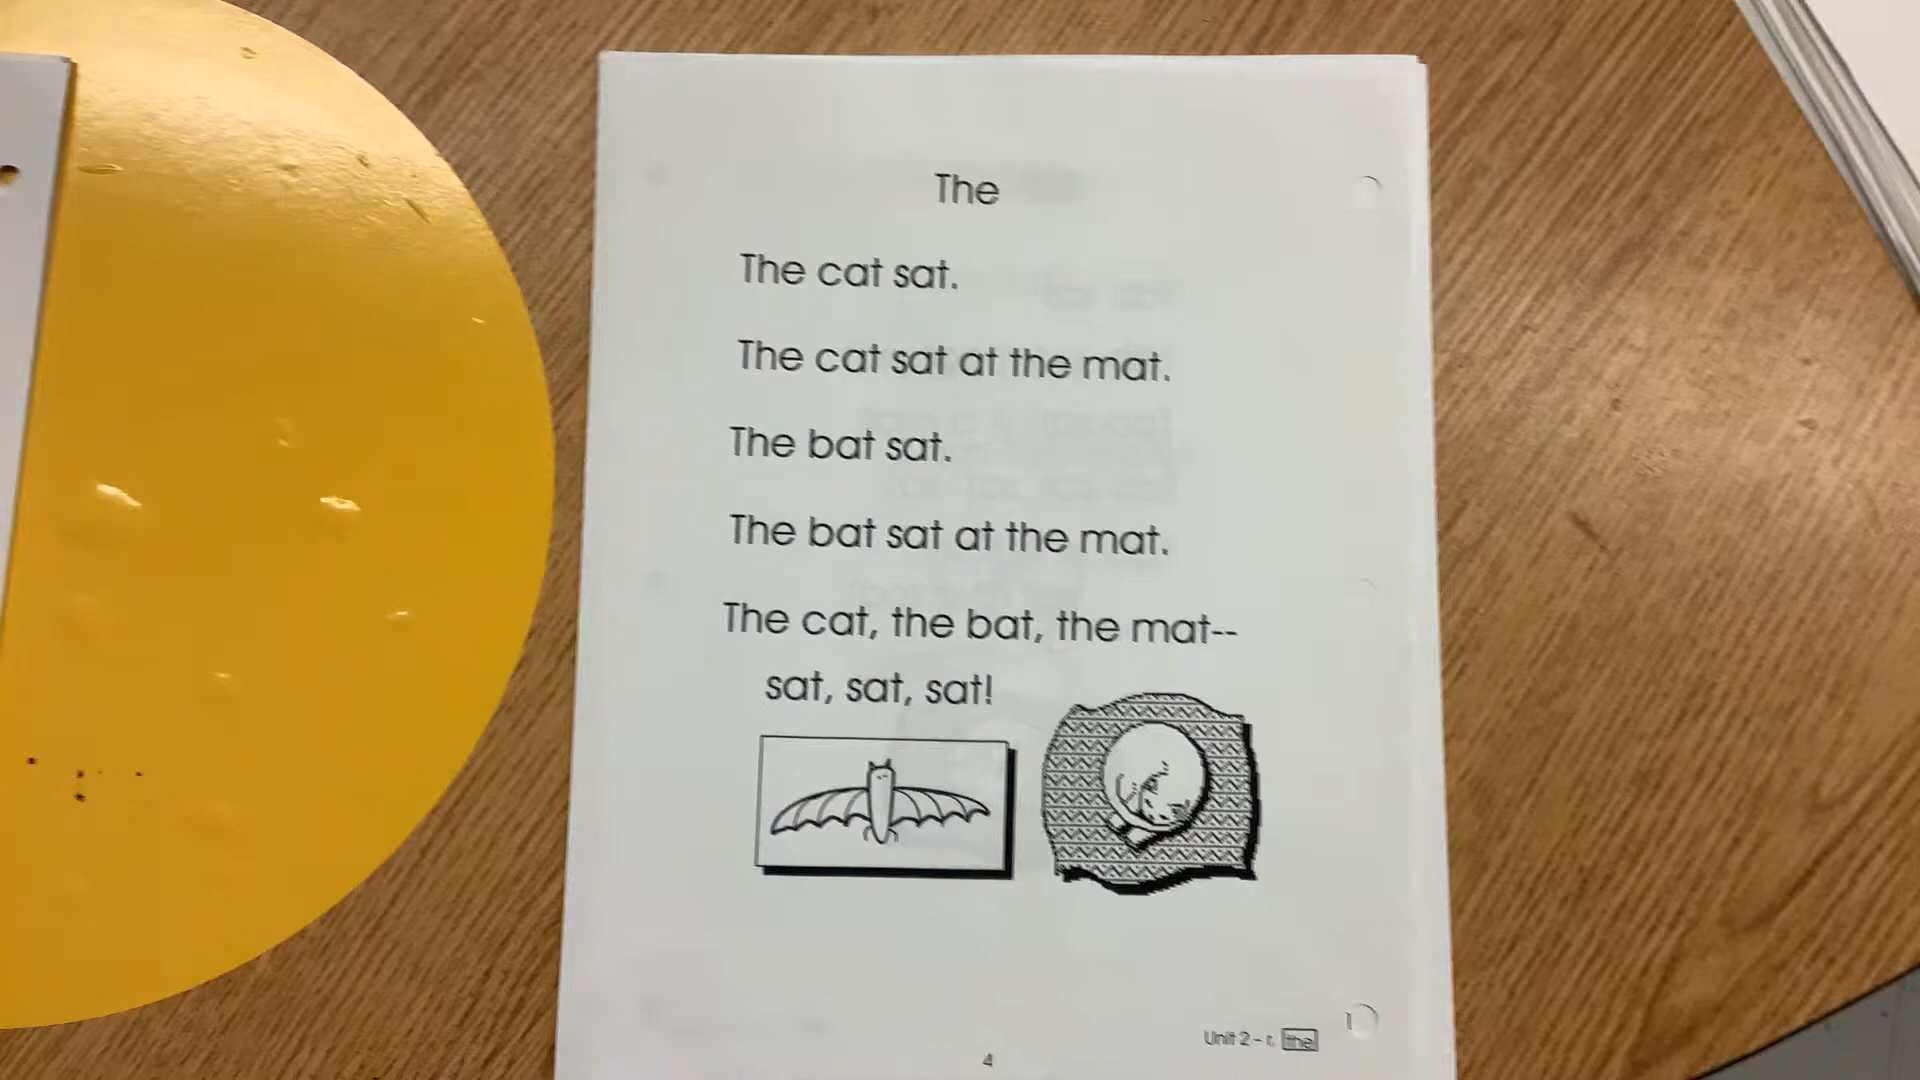 The
The cat sat.
The cat sat at the mat.
The bat sat.
The bat sat at the mat.
The cat, the bat, the mat--
sat, sat, sat!
Unit 2 - the
4